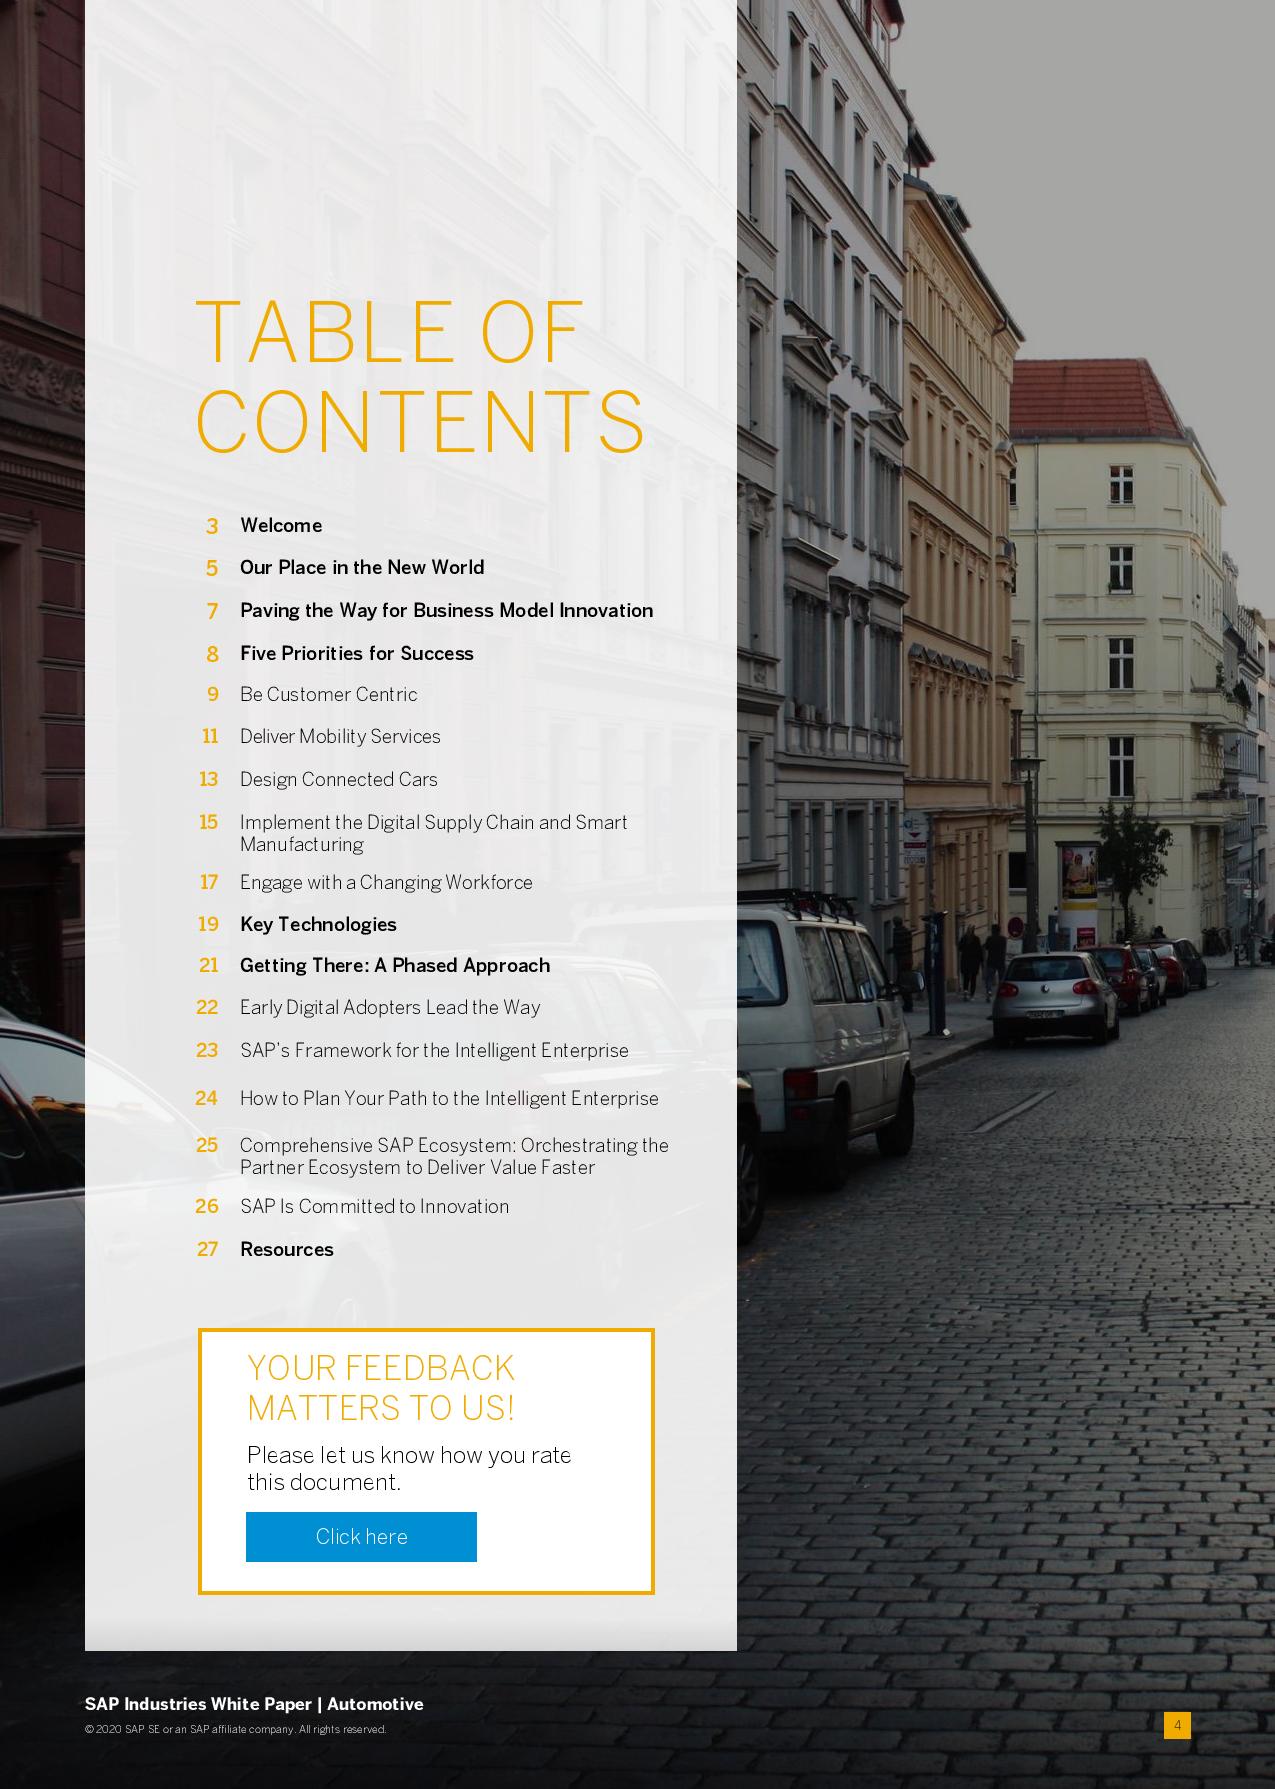 TABLE OF
CONTENTS
3 Welcome
5 Our Place in the New World
7 Paving the Way for Business Model Innovation
8 Five Priorities for Success
9 Be Customer Centric
11 Deliver Mobility Services
13 Design Connected Cars
15 Implement the Digital Supply Chain and Smart
Manufacturing
17 Engage with a Changing Workforce
19 Key Technologies
21 Getting There: A Phased Approach
22 Early Digital Adopters Lead the Way
23 SAP's Framework for the Intelligent Enterprise
24 How to Plan Your Path to the Intelligent Enterprise
25 Comprehensive SAP Ecosystem: Orchestrating the
Partner Ecosystem to Deliver Value Faster
26 SAP Is Committed to Innovation
27 Resources
YOUR FEEDBACK
MATTERS TO US!
Please let us know how you rate
this document.
Click here
SAP Industries White Paper | Automotive
© 2020 SAP SE or an SAP affiliate company. All rights reserved.
4